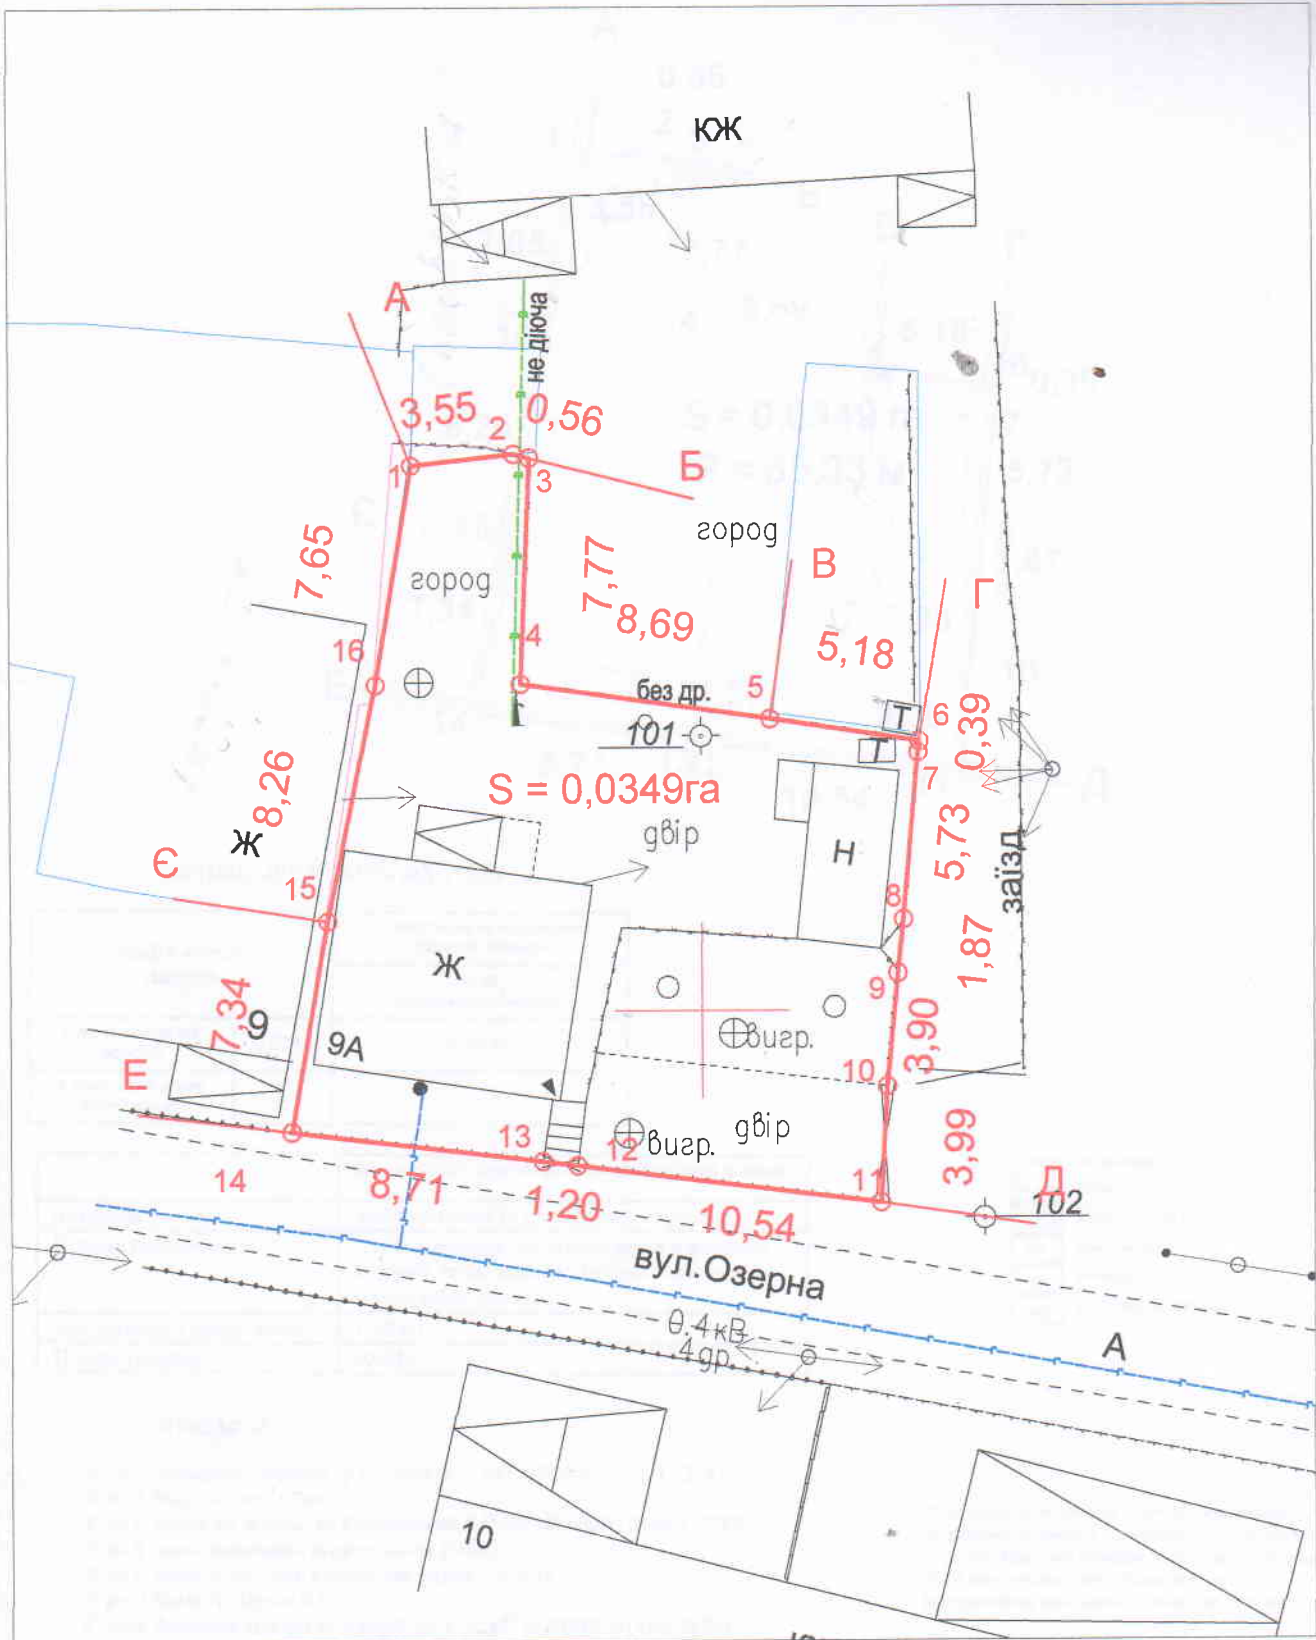 КЖ
А
не діюча
3,55
2
0,56
1
3
Б
город
7,65
город
7,77
В
Г
8,69
4
5,18
16
без др.
5
6
0,39
Т
101
Т
7
S = 0,0349га
8,26
двір
Ж
Н
5,73
заїзд
Є
15
8
Ж
1,87
9
7,34
9
9А
вигр.
3,90
Е
10
13
12
вигр.
двір
3,99
14
8,71
1,20
10,54
11
Д
102
вул.Озерна
0.4кВ
4др.
А
10